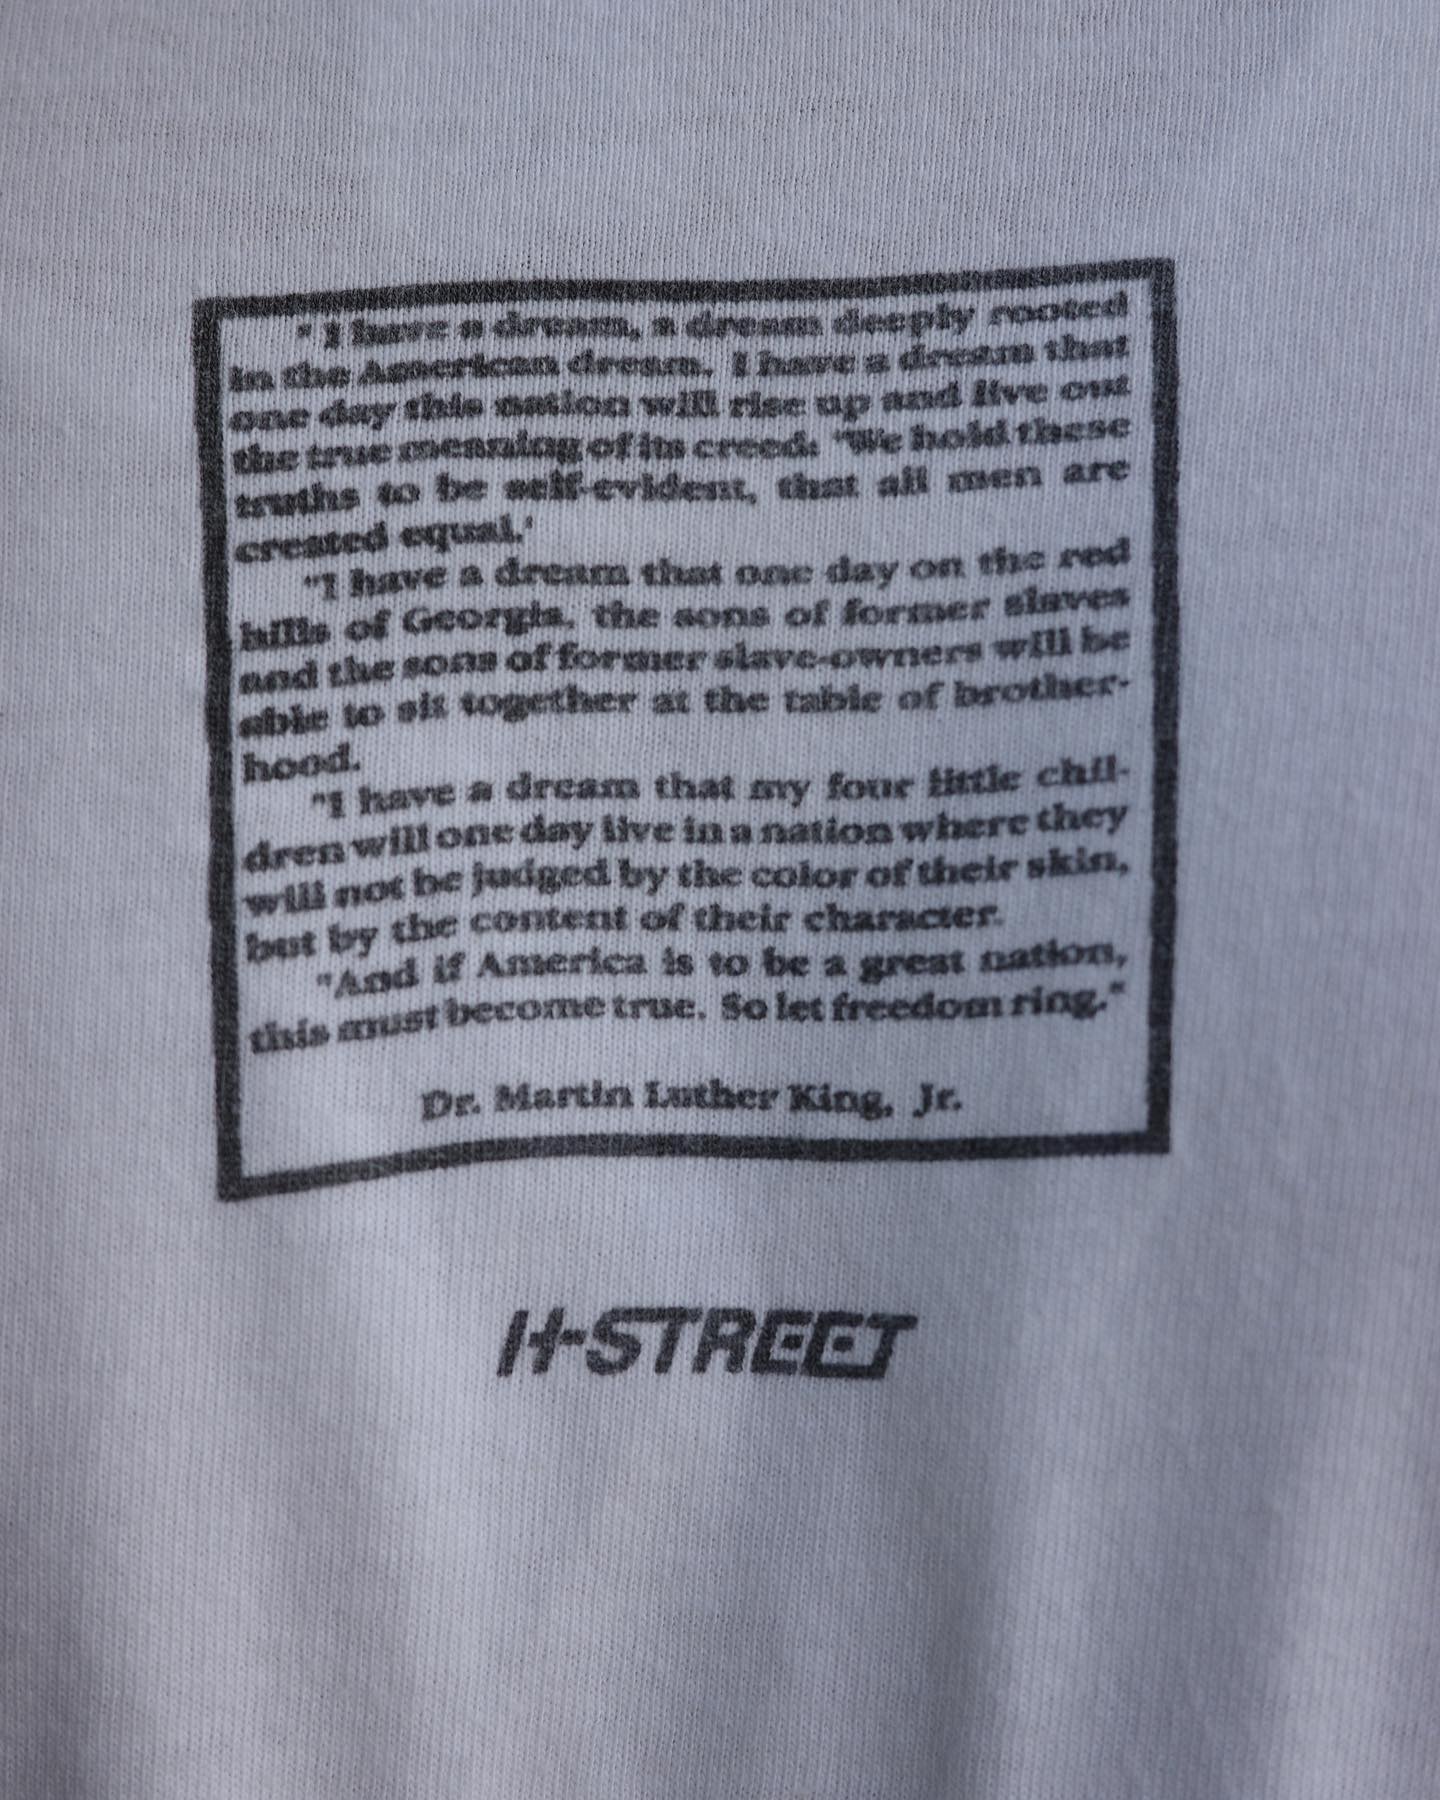 " I have a dream, a dream deeply rooted
in the American dream. I have a dream that
one day this nation will rise up and live out
the true meaning of its creed: 'We hold these
truths to be self-evident, that all men are
created equal.'
"I have a dream that one day on the red
hills of Georgia, the sons of former slaves
and the sons of former slave-owners will be
able to sit together at the table of brother-
hood.
"I have a dream that my four little chil-
dren will one day live in a nation where they
will not be judged by the color of their skin,
but by the content of their character.
"And if America is to be a great nation,
this must become true. So let freedom ring."
Dr. Martin Luther King, Jr.
H-STREET